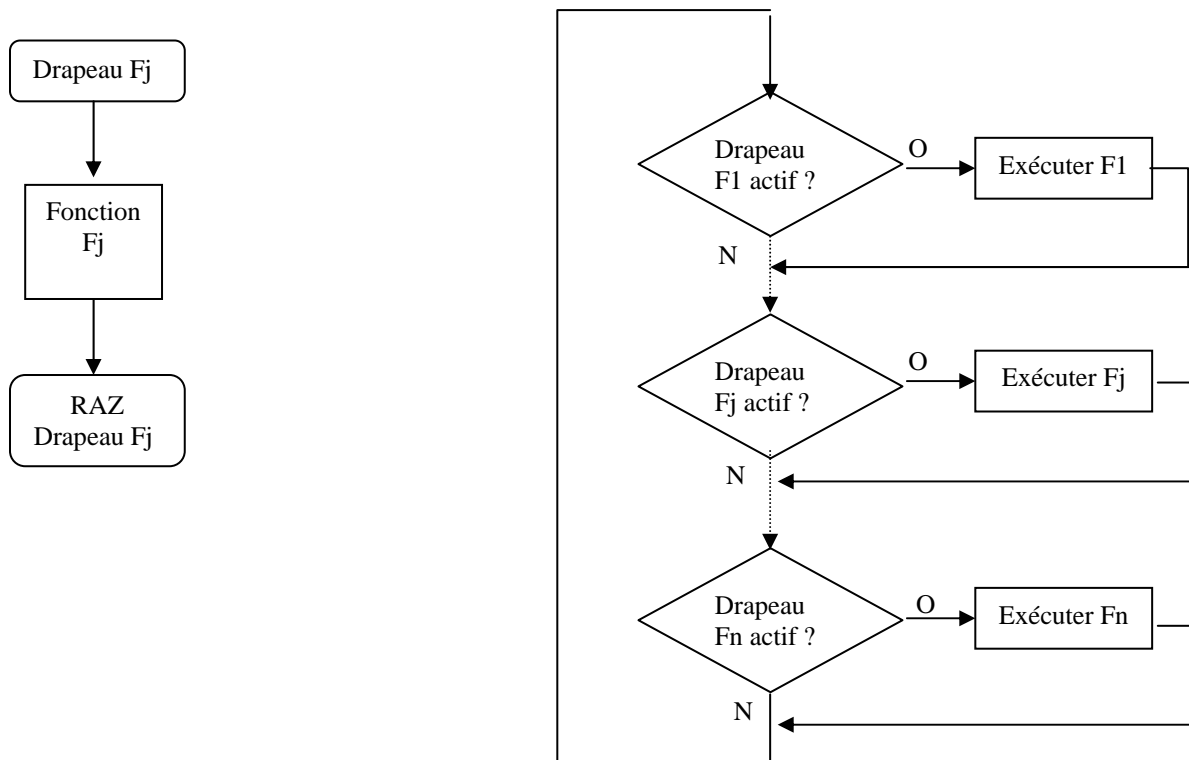 Drapeau Fj
Fonction
Fj
RAZ
Drapeau Fj
Drapeau
F1 actif ?
O
Exécuter F1
N
Drapeau
Fj actif ?
O
Exécuter Fj
N
Drapeau
Fn actif ?
O
Exécuter Fn
N